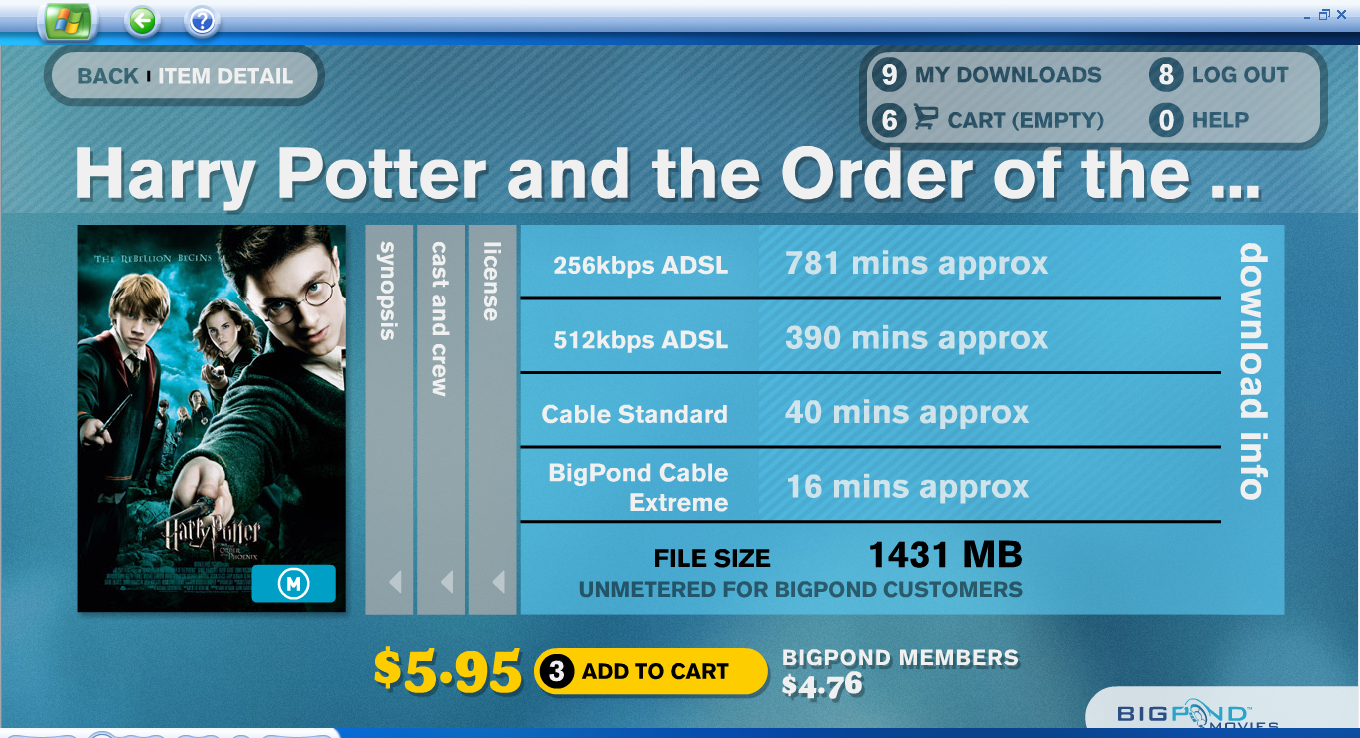 BACK ı ITEM DETAIL
9 MY DOWNLOADS
8 LOG OUT
6 CART (EMPTY)
0 HELP
Harry Potter and the Order of the ...
THE REBELLION BEGINS
Harry Potter
ORDER OF THE PHOENIX
M
synopsis
cast and crew
license
256kbps ADSL 781 mins approx
512kbps ADSL 390 mins approx
Cable Standard 40 mins approx
BigPond Cable
Extreme 16 mins approx
FILE SIZE 1431 MB
UNMETERED FOR BIGPOND CUSTOMERS
download info
$5.95
3 ADD TO CART
BIGPOND MEMBERS
$4.76
BIGPOND™
MOVIES